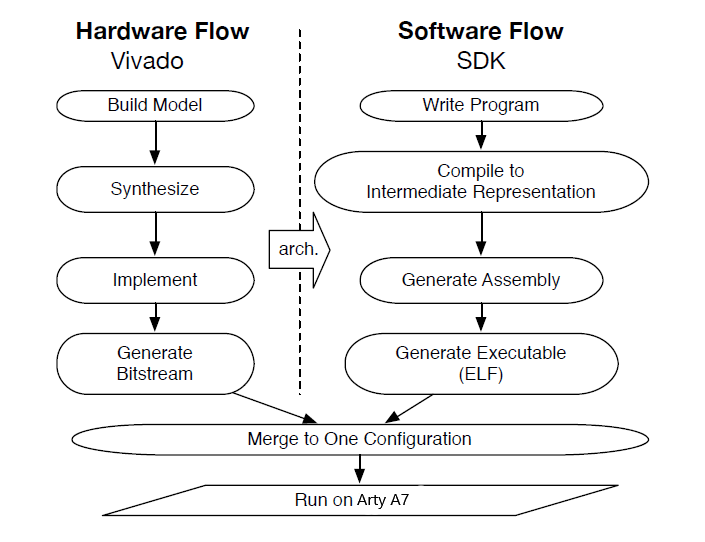 Hardware Flow
Vivado
Build Model
Synthesize
Implement
Generate
Bitstream
arch.
Software Flow
SDK
Write Program
Compile to
Intermediate Representation
Generate Assembly
Generate Executable
(ELF)
Merge to One Configuration
Run on Arty A7